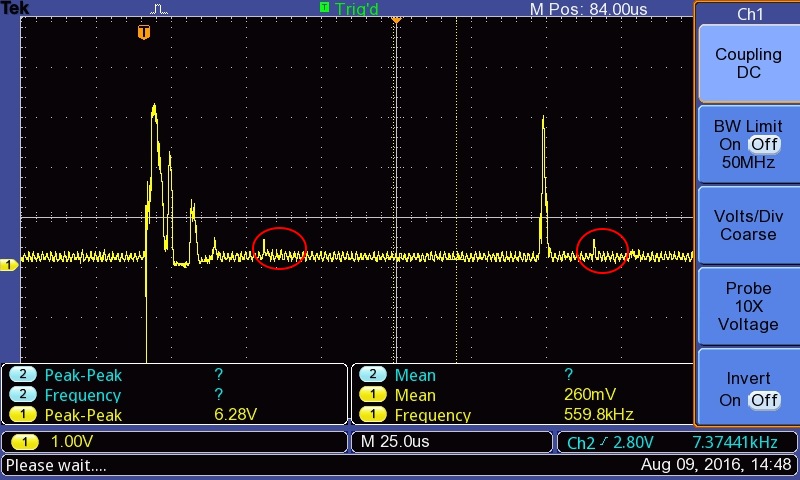 Tek
T Trig'd
M Pos: 84.00us
Ch1
T
Coupling
DC
BW Limit
On Off
50MHz
Volts/Div
Coarse
Probe
10X
Voltage
Invert
On Off
1
2 Peak-Peak ?
2 Frequency ?
1 Peak-Peak 6.28V
2 Mean ?
1 Mean 260mV
1 Frequency 559.8kHz
1 1.00V
M 25.0us
Ch2 2.80V 7.37441kHz
Please wait....
Aug 09, 2016, 14:48